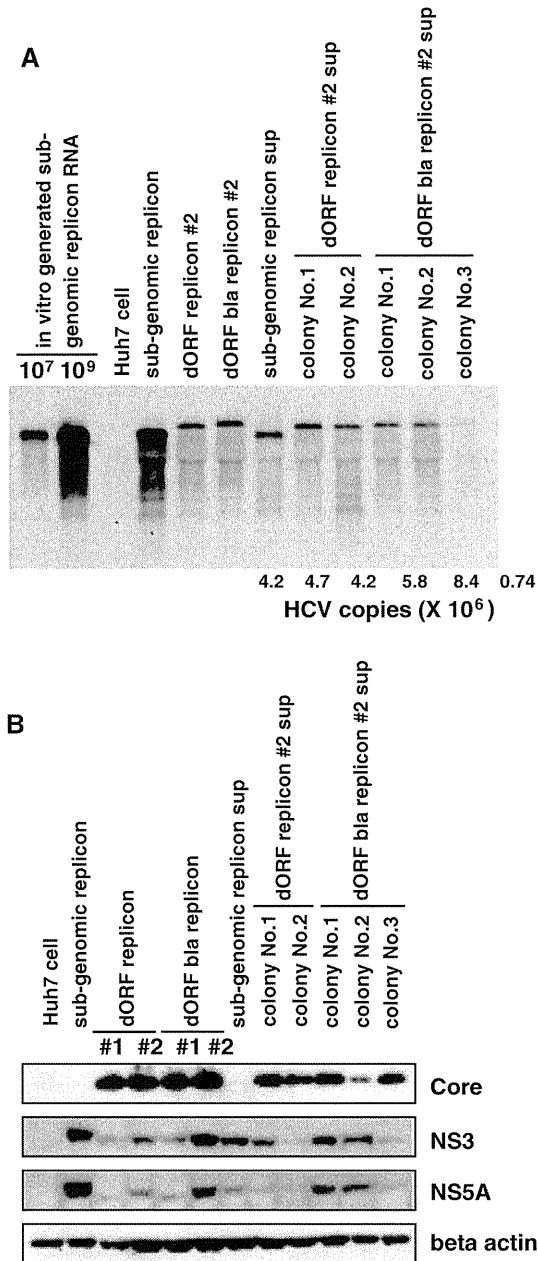 A
in vitro generated sub-
genomic replicon RNA
10⁷ 10⁹
Huh7 cell
sub-genomic replicon
dORF replicon #2
dORF bla replicon #2
sub-genomic replicon sup
dORF replicon #2 sup
colony No.1
colony No.2
dORF bla replicon #2 sup
colony No.1
colony No.2
colony No.3
4.2 4.7 4.2 5.8 8.4 0.74
HCV copies (X 10⁶)
B
Huh7 cell
sub-genomic replicon
dORF replicon
#1 #2
dORF bla replicon
#1 #2
sub-genomic replicon sup
dORF replicon #2 sup
colony No.1
colony No.2
dORF bla replicon #2 sup
colony No.1
colony No.2
colony No.3
Core
NS3
NS5A
beta actin